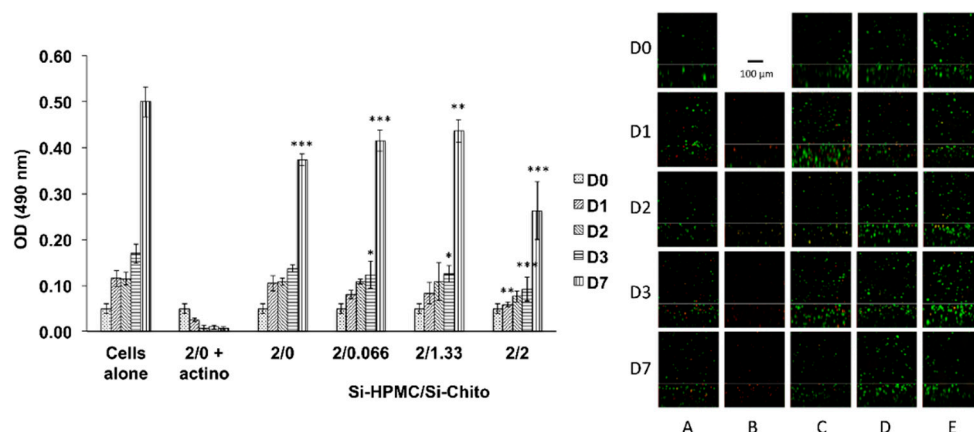 0.60
0.50
0.40
0.30
0.20
0.10
0.00
OD (490 nm)
***
***
**
*
*
**
***
***
D0
D1
D2
D3
D7
Cells alone
2/0 + actino
2/0
2/0.066
2/1.33
2/2
Si-HPMC/Si-Chito
D0
100 µm
D1
D2
D3
D7
A
B
C
D
E